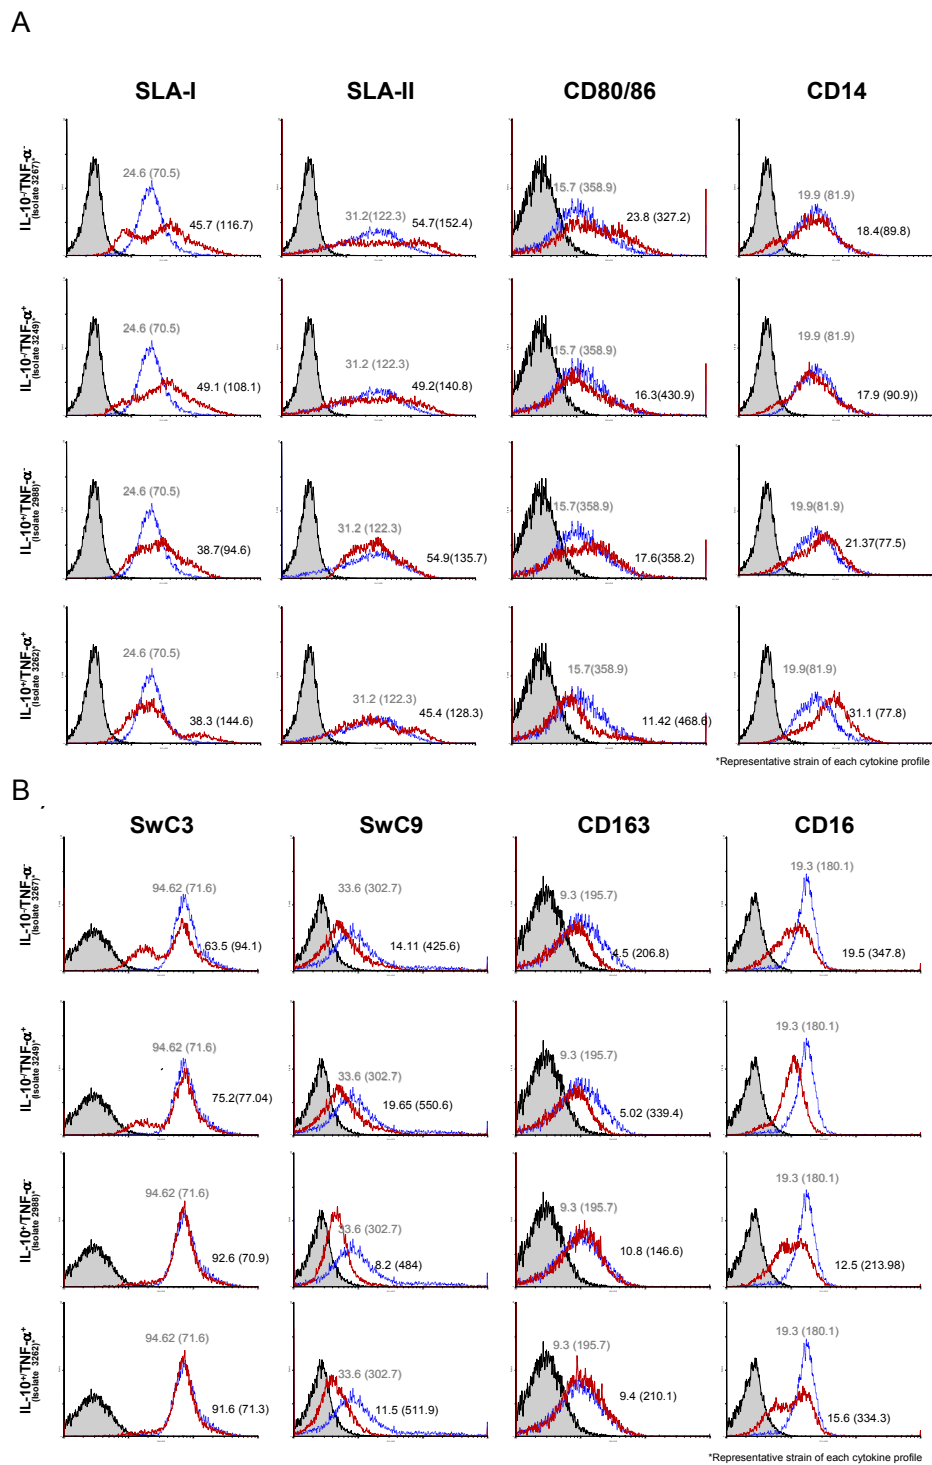 A
SLA-I SLA-II CD80/86 CD14
IL-10⁻/TNF-α⁻
(Isolate 3267)*
24.6 (70.5)
45.7 (116.7)
31.2(122.3)
54.7(152.4)
15.7 (358.9)
23.8 (327.2)
19.9 (81.9)
18.4(89.8)
IL-10⁻/TNF-α⁺
(Isolate 3249)*
24.6 (70.5)
49.1 (108.1)
31.2 (122.3)
49.2(140.8)
15.7 (358.9)
16.3(430.9)
19.9 (81.9)
17.9 (90.9))
IL-10⁺/TNF-α⁻
(Isolate 2988)*
24.6 (70.5)
38.7(94.6)
31.2 (122.3)
54.9(135.7)
15.7(358.9)
17.6(358.2)
19.9(81.9)
21.37(77.5)
IL-10⁺/TNF-α⁺
(Isolate 3262)*
24.6 (70.5)
38.3 (144.6)
31.2 (122.3)
45.4 (128.3)
15.7(358.9)
11.42 (468.6)
19.9(81.9)
31.1 (77.8)
*Representative strain of each cytokine profile
B
SwC3 SwC9 CD163 CD16
IL-10⁻/TNF-α⁻
(Isolate 3267)*
94.62 (71.6)
63.5 (94.1)
33.6 (302.7)
14.11 (425.6)
9.3 (195.7)
4.5 (206.8)
19.3 (180.1)
19.5 (347.8)
IL-10⁻/TNF-α⁺
(Isolate 3249)*
94.62 (71.6)
75.2(77.04)
33.6 (302.7)
19.65 (550.6)
9.3 (195.7)
5.02 (339.4)
19.3 (180.1)
IL-10⁺/TNF-α⁻
(Isolate 2988)*
94.62 (71.6)
92.6 (70.9)
33.6 (302.7)
8.2 (484)
9.3 (195.7)
10.8 (146.6)
19.3 (180.1)
12.5 (213.98)
IL-10⁺/TNF-α⁺
(Isolate 3262)*
94.62 (71.6)
91.6 (71.3)
33.6 (302.7)
11.5 (511.9)
9.3 (195.7)
9.4 (210.1)
19.3 (180.1)
15.6 (334.3)
*Representative strain of each cytokine profile